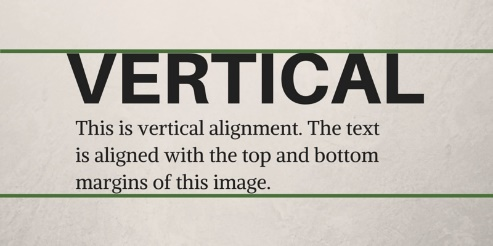 VERTICAL
This is vertical alignment. The text
is aligned with the top and bottom
margins of this image.